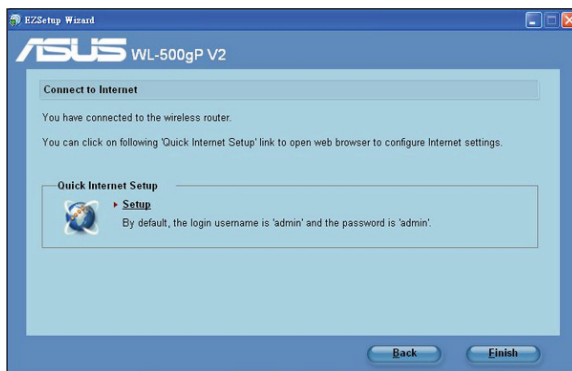 EZSetup Wizard
ASUS WL-500gP V2
Connect to Internet
You have connected to the wireless router.
You can click on following 'Quick Internet Setup' link to open web browser to configure Internet settings.
Quick Internet Setup
Setup
By default, the login username is 'admin' and the password is 'admin'.
Back
Finish